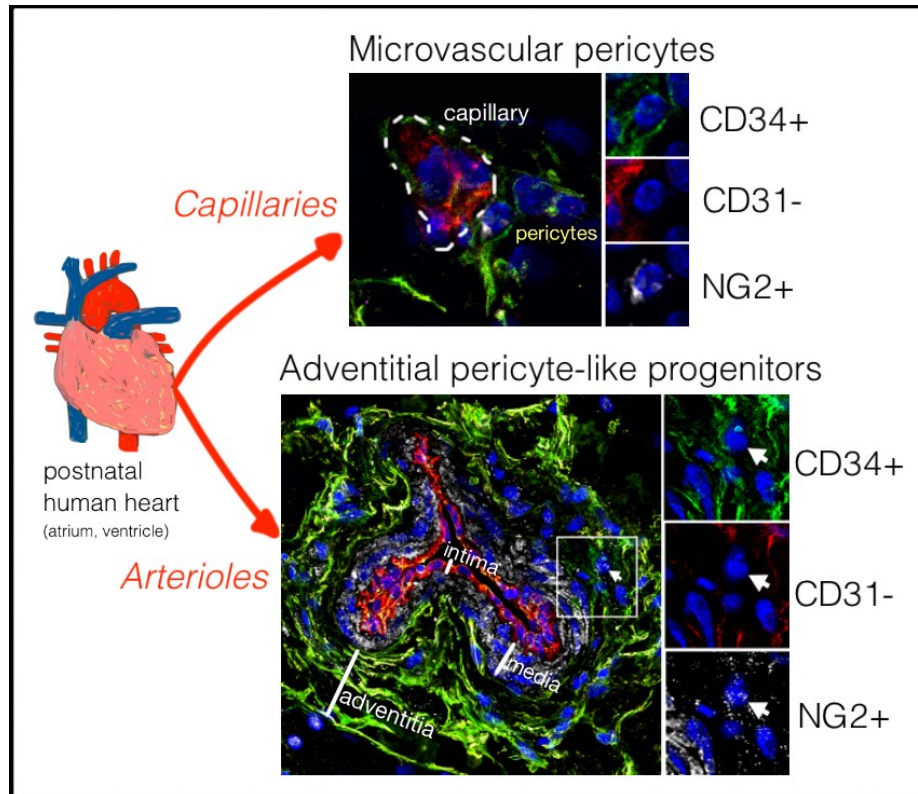 Microvascular pericytes
capillary
CD34+
Capillaries
CD31-
pericytes
NG2+
Adventitial pericyte-like progenitors
postnatal
human heart
(atrium, ventricle)
CD34+
Arterioles
intima
CD31-
media
adventitia
NG2+